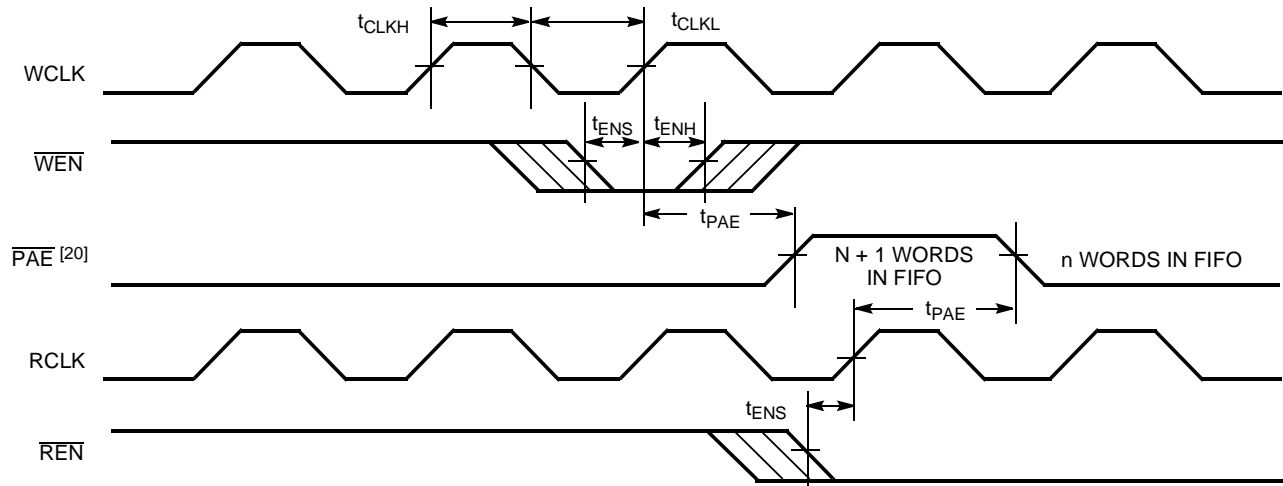 tCLKH
tCLKL
WCLK
tENS
tENH
WEN
tPAE
PAE [20]
N + 1 WORDS
IN FIFO
n WORDS IN FIFO
tPAE
RCLK
tENS
REN